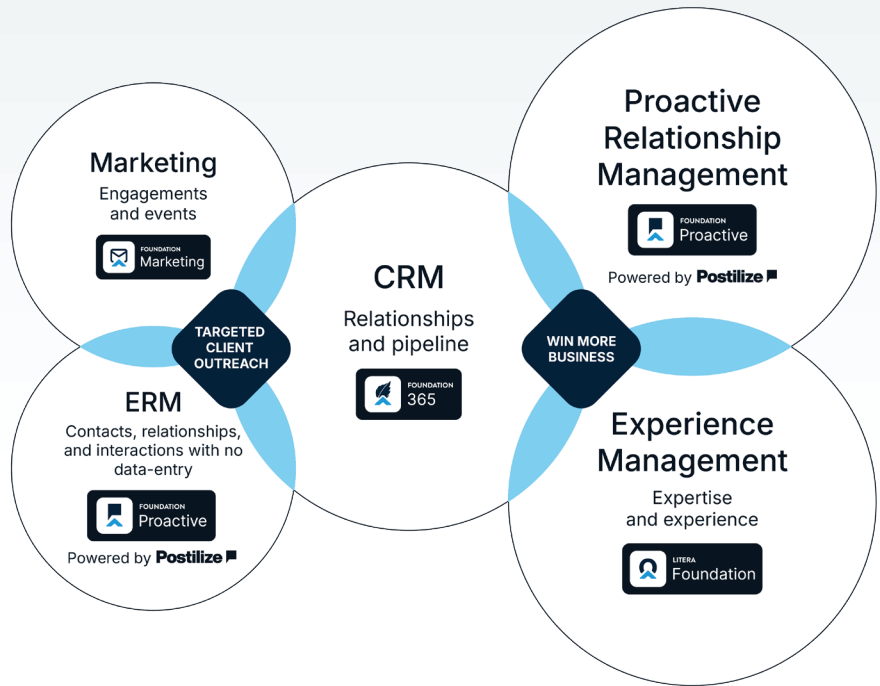 Marketing
Engagements
and events
FOUNDATION
Marketing
TARGETED
CLIENT
OUTREACH
ERM
Contacts, relationships,
and interactions with no
data-entry
FOUNDATION
Proactive
Powered by Postilize
CRM
Relationships
and pipeline
FOUNDATION
365
WIN MORE
BUSINESS
Proactive
Relationship
Management
FOUNDATION
Proactive
Powered by Postilize
Experience
Management
Expertise
and experience
LITERA
Foundation